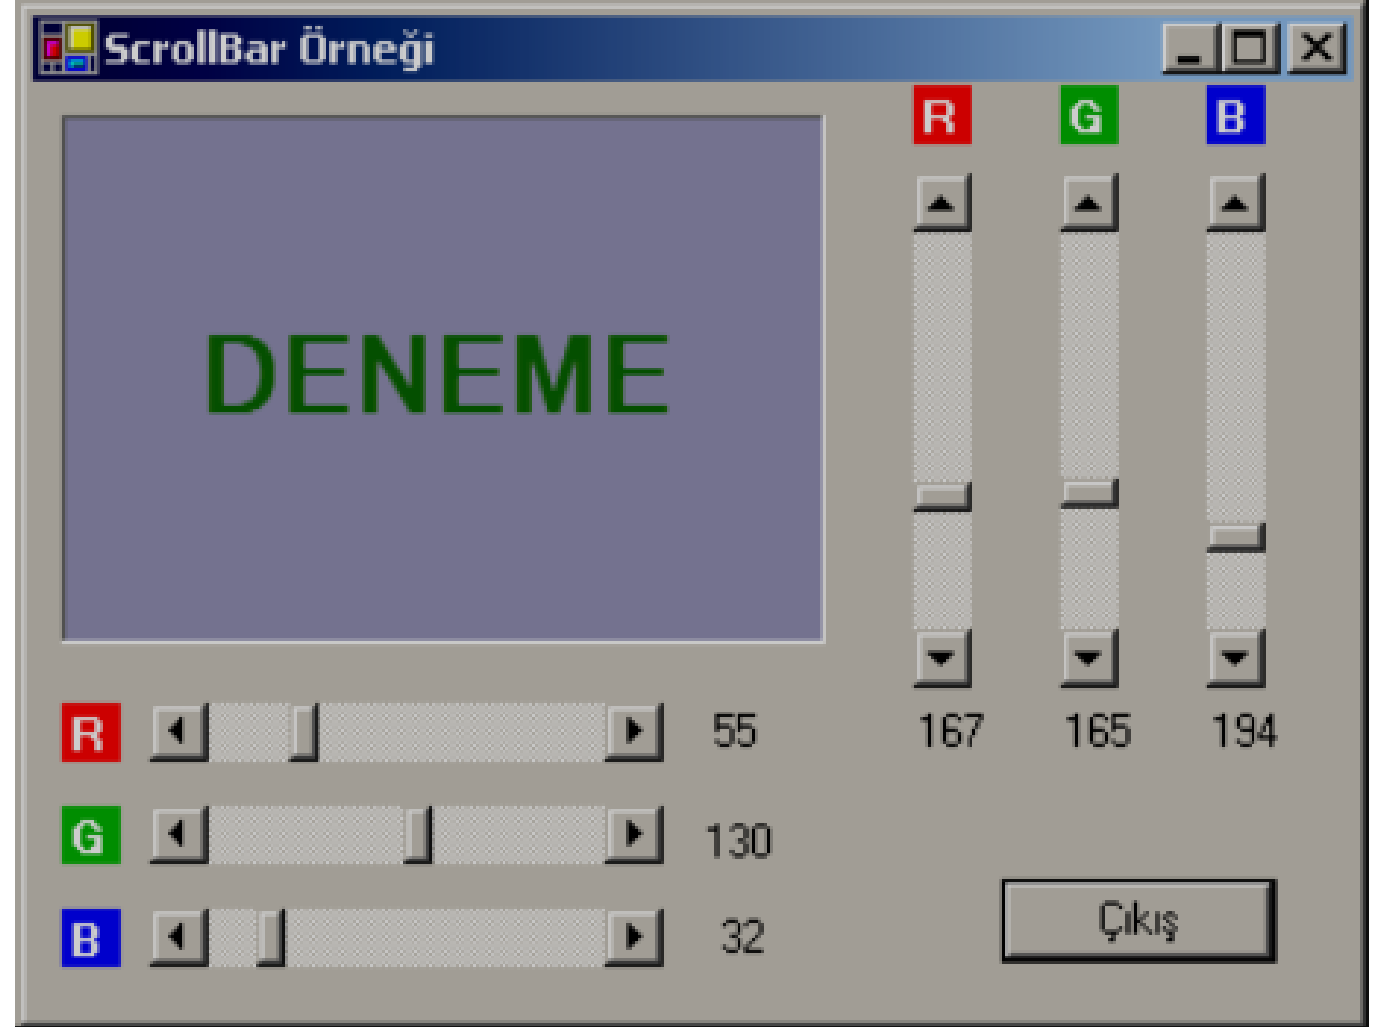 ScrollBar Örneği
R G B
DENEME
167 165 194
R 55
G 130
B 32
Çıkış